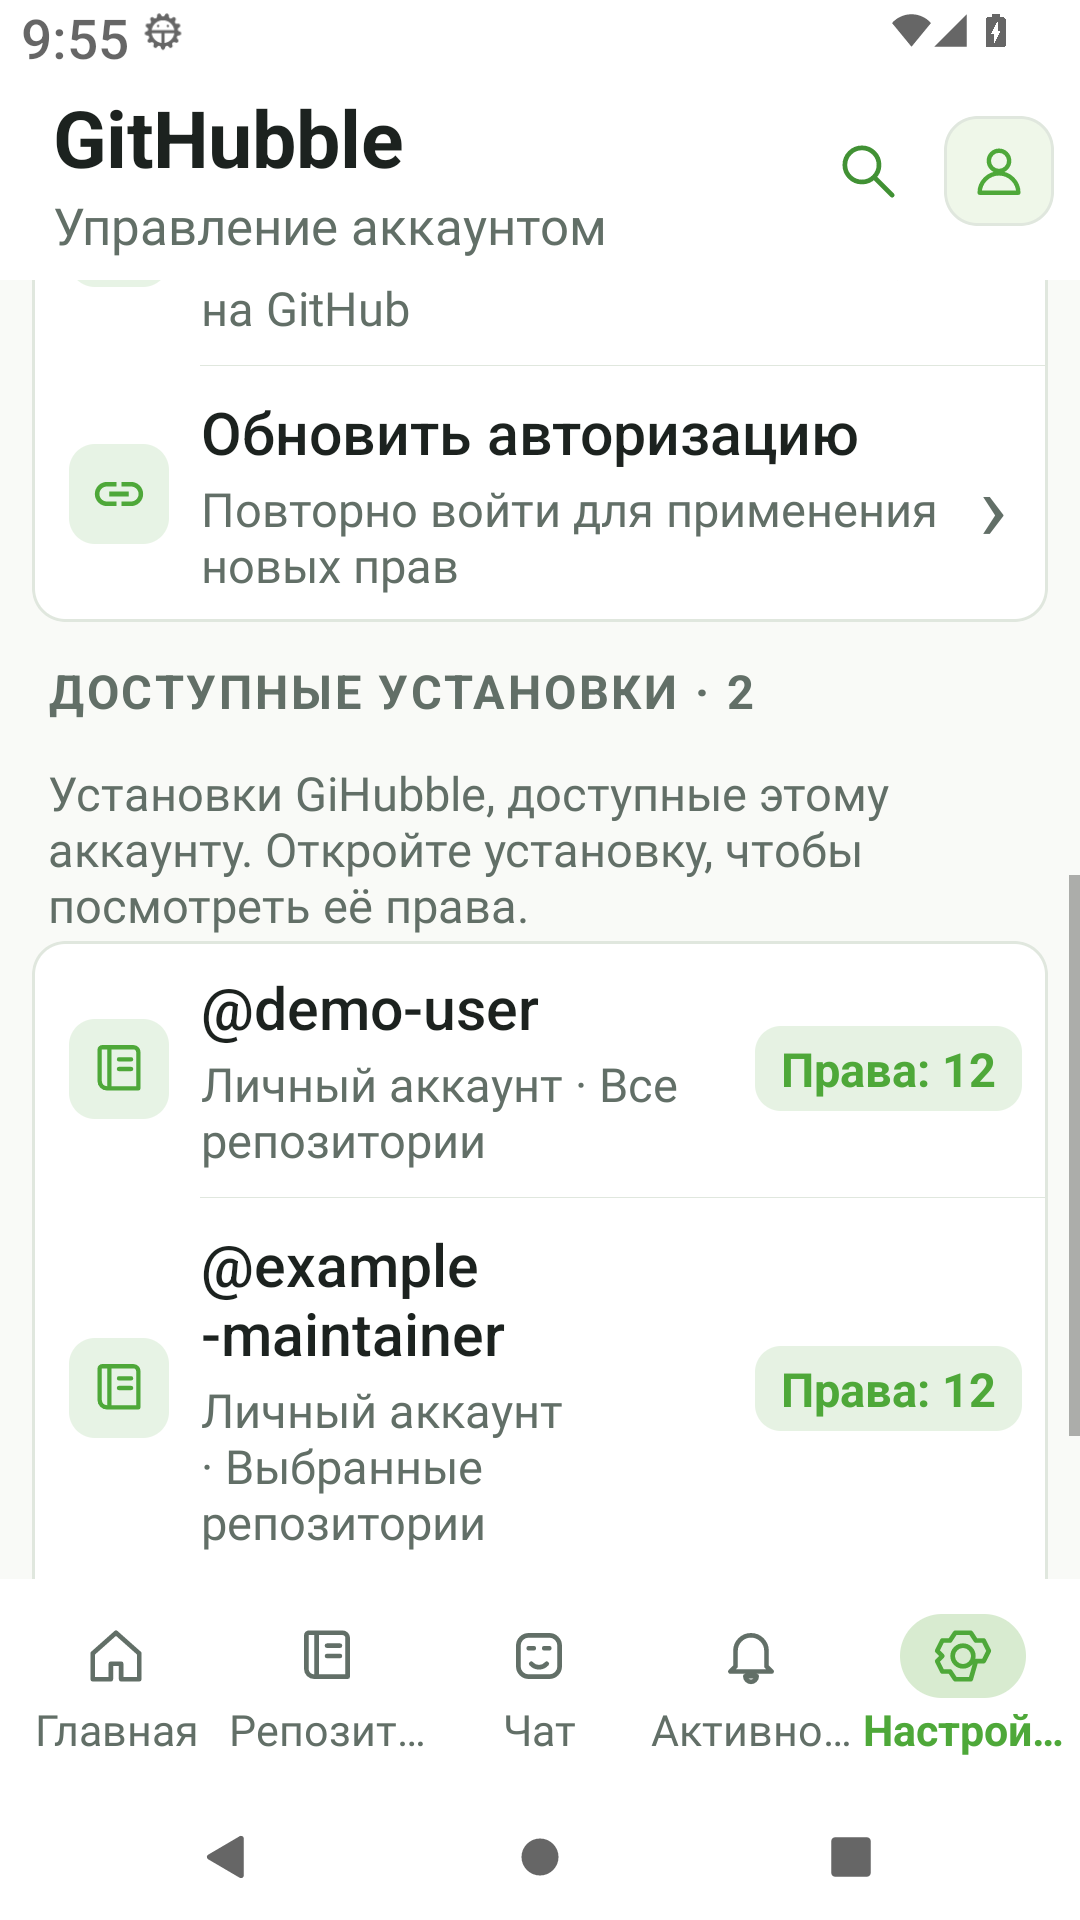 9:55
GitHubble
Управление аккаунтом
на GitHub
Обновить авторизацию
Повторно войти для применения
новых прав
ДОСТУПНЫЕ УСТАНОВКИ · 2
Установки GiHubble, доступные этому
аккаунту. Откройте установку, чтобы
посмотреть её права.
@demo-user
Личный аккаунт · Все
репозитории
Права: 12
@example
-maintainer
Личный аккаунт
· Выбранные
репозитории
Права: 12
Главная
Репозит…
Чат
Активно…
Настрой…